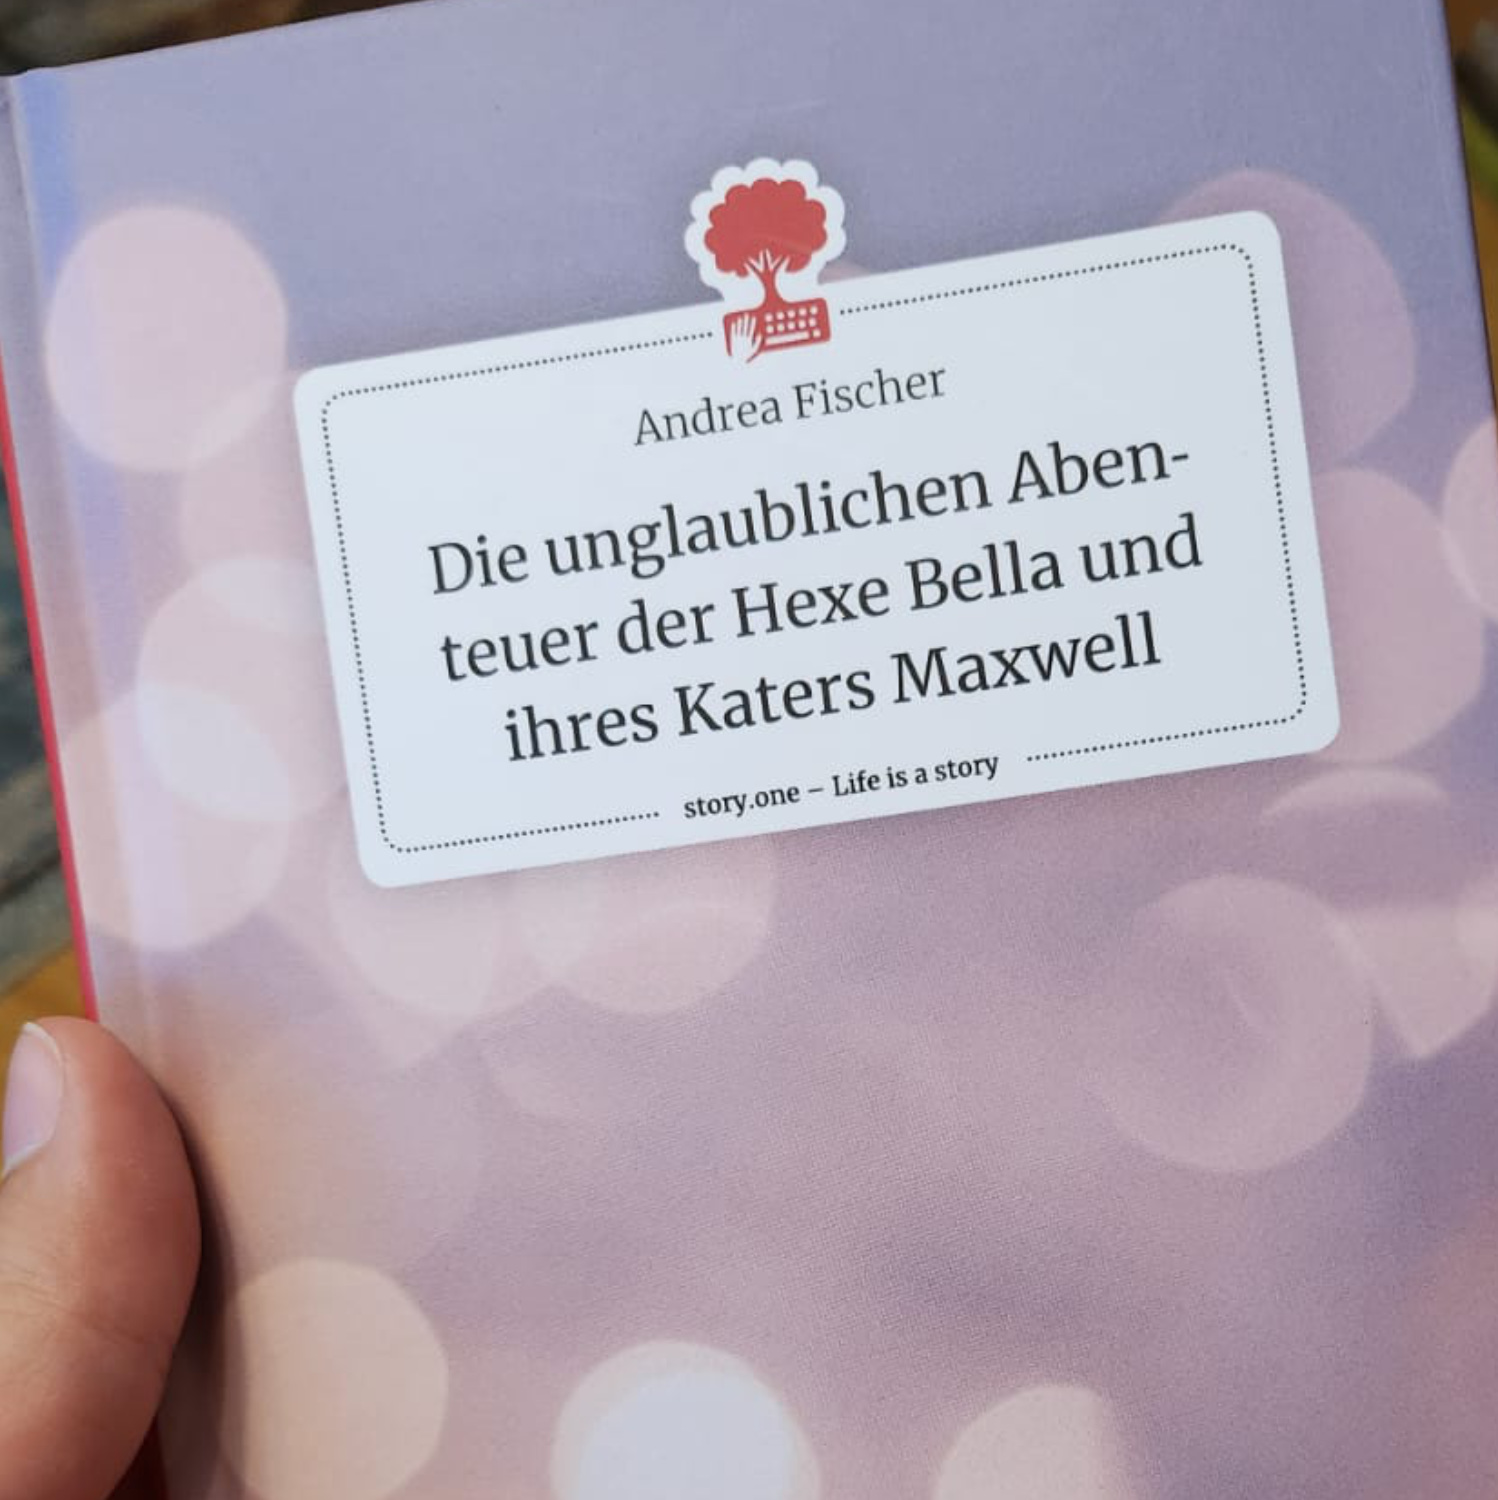 Andrea Fischer
Die unglaublichen Aben-
teuer der Hexe Bella und
ihres Katers Maxwell
story.one – Life is a story